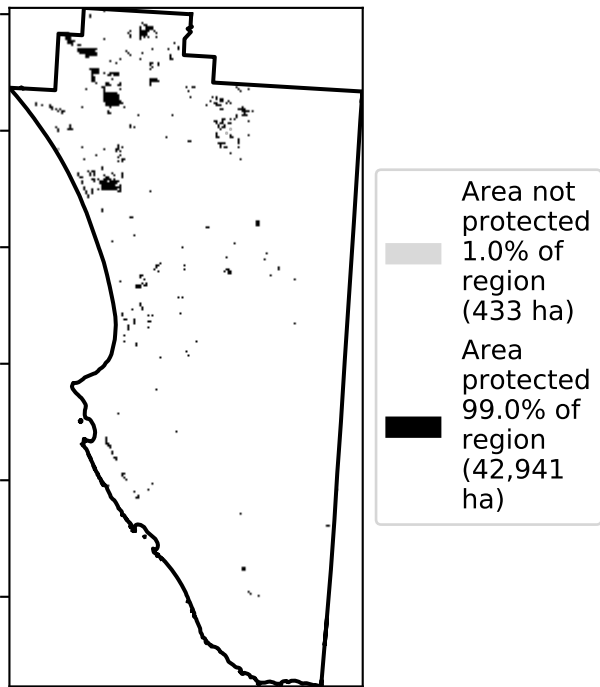 Area not
protected
1.0% of
region
(433 ha)
Area
protected
99.0% of
region
(42,941
ha)